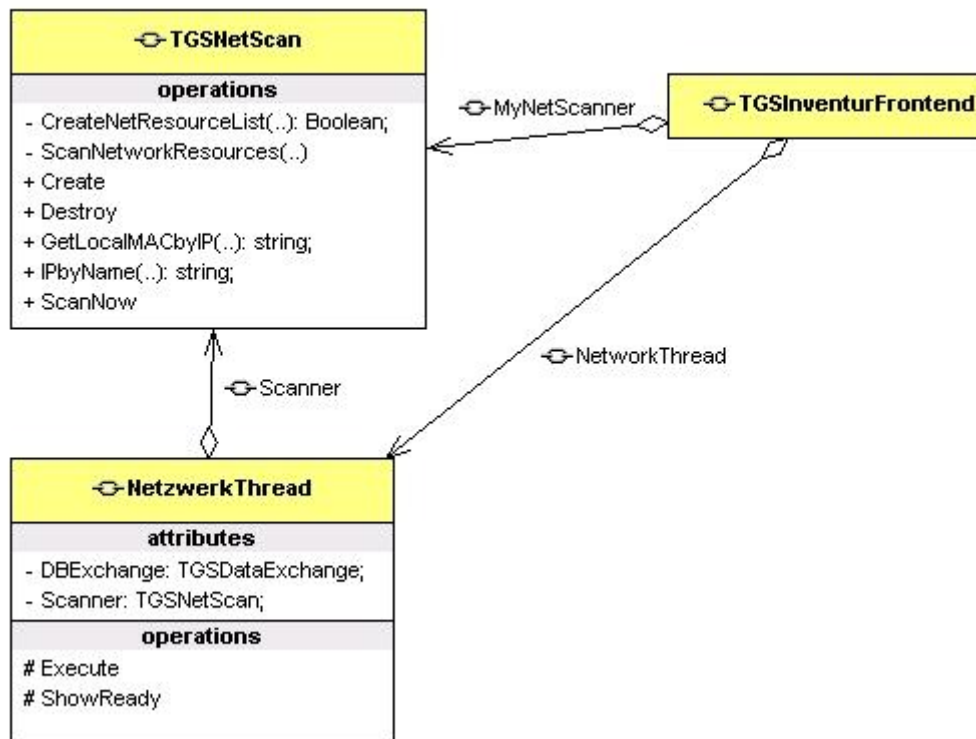 TGSNetScan
operations
- CreateNetResourceList(..): Boolean;
- ScanNetworkResources(..)
+ Create
+ Destroy
+ GetLocalMACbyIP(..): string;
+ IPbyName(..): string;
+ ScanNow
MyNetScanner
TGSInventurFrontend
NetworkThread
Scanner
NetzwerkThread
attributes
- DBExchange: TGSDataExchange;
- Scanner: TGSNetScan;
operations
# Execute
# ShowReady